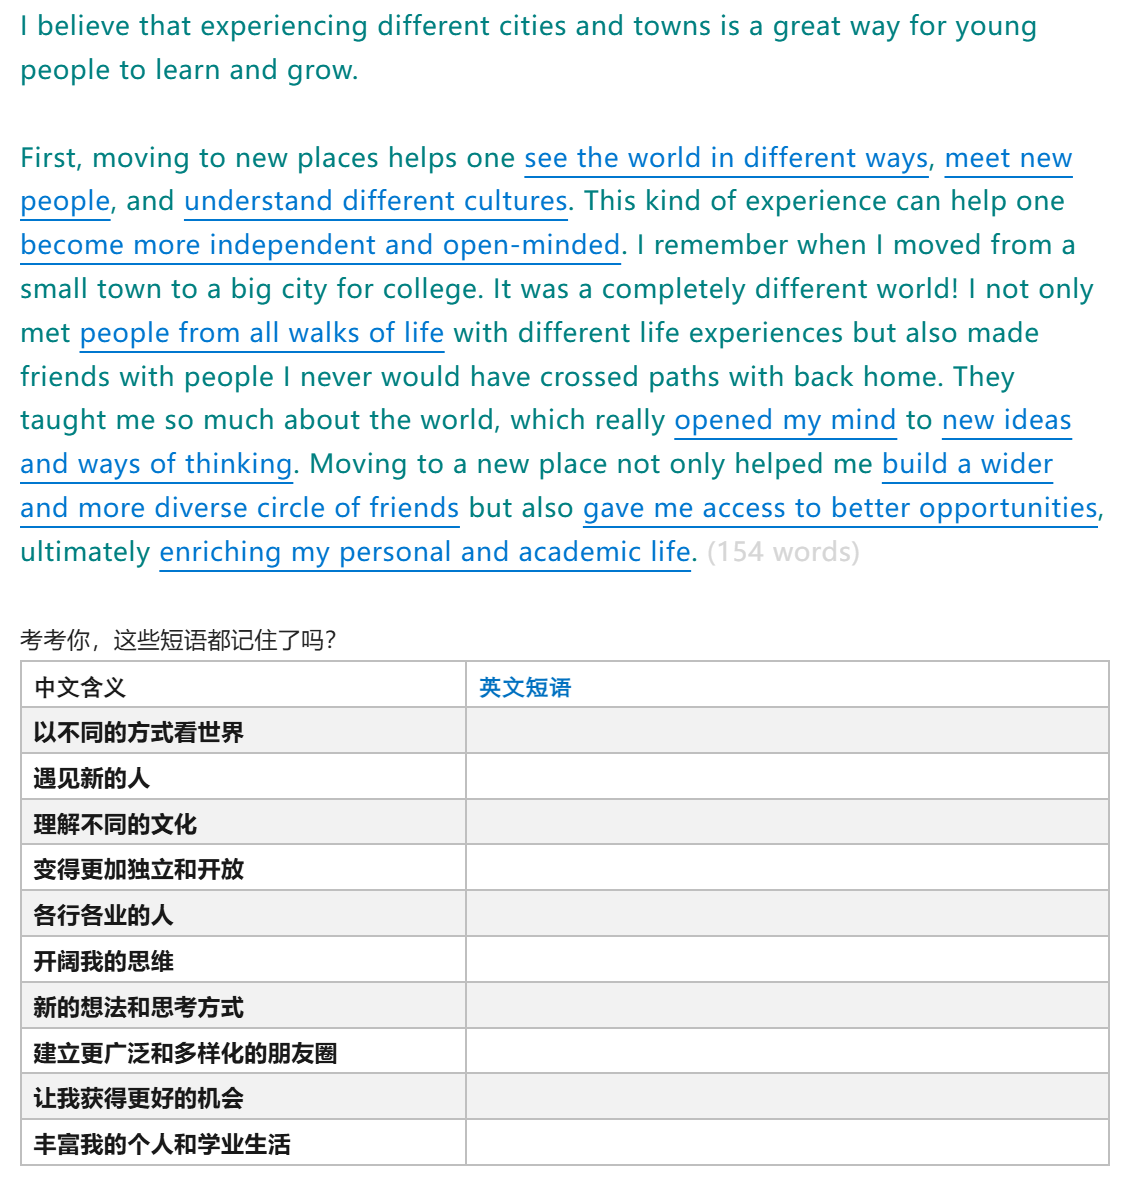 I believe that experiencing different cities and towns is a great way for young
people to learn and grow.
First, moving to new places helps one see the world in different ways, meet new
people, and understand different cultures. This kind of experience can help one
become more independent and open-minded. I remember when I moved from a
small town to a big city for college. It was a completely different world! I not only
met people from all walks of life with different life experiences but also made
friends with people I never would have crossed paths with back home. They
taught me so much about the world, which really opened my mind to new ideas
and ways of thinking. Moving to a new place not only helped me build a wider
and more diverse circle of friends but also gave me access to better opportunities,
ultimately enriching my personal and academic life. (154 words)
考考你，这些短语都记住了吗？
中文含义 英文短语
以不同的方式看世界
遇见新的人
理解不同的文化
变得更加独立和开放
各行各业的人
开阔我的思维
新的想法和思考方式
建立更广泛和多样化的朋友圈
让我获得更好的机会
丰富我的个人和学业生活